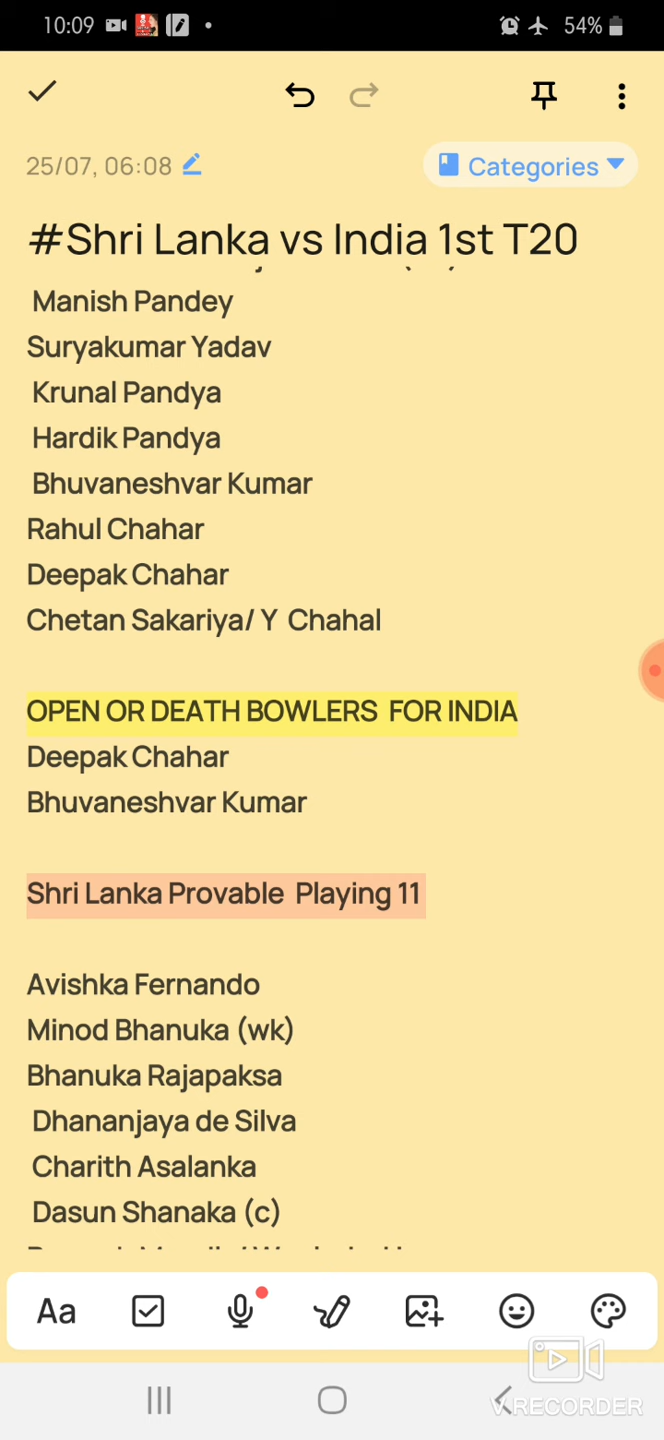 10:09
54%
25/07, 06:08
Categories
#Shri Lanka vs India 1st T20
Manish Pandey
Suryakumar Yadav
Krunal Pandya
Hardik Pandya
Bhuvaneshvar Kumar
Rahul Chahar
Deepak Chahar
Chetan Sakariya/ Y Chahal
OPEN OR DEATH BOWLERS FOR INDIA
Deepak Chahar
Bhuvaneshvar Kumar
Shri Lanka Provable Playing 11
Avishka Fernando
Minod Bhanuka (wk)
Bhanuka Rajapaksa
Dhananjaya de Silva
Charith Asalanka
Dasun Shanaka (c)
Aa
V.RECORDER